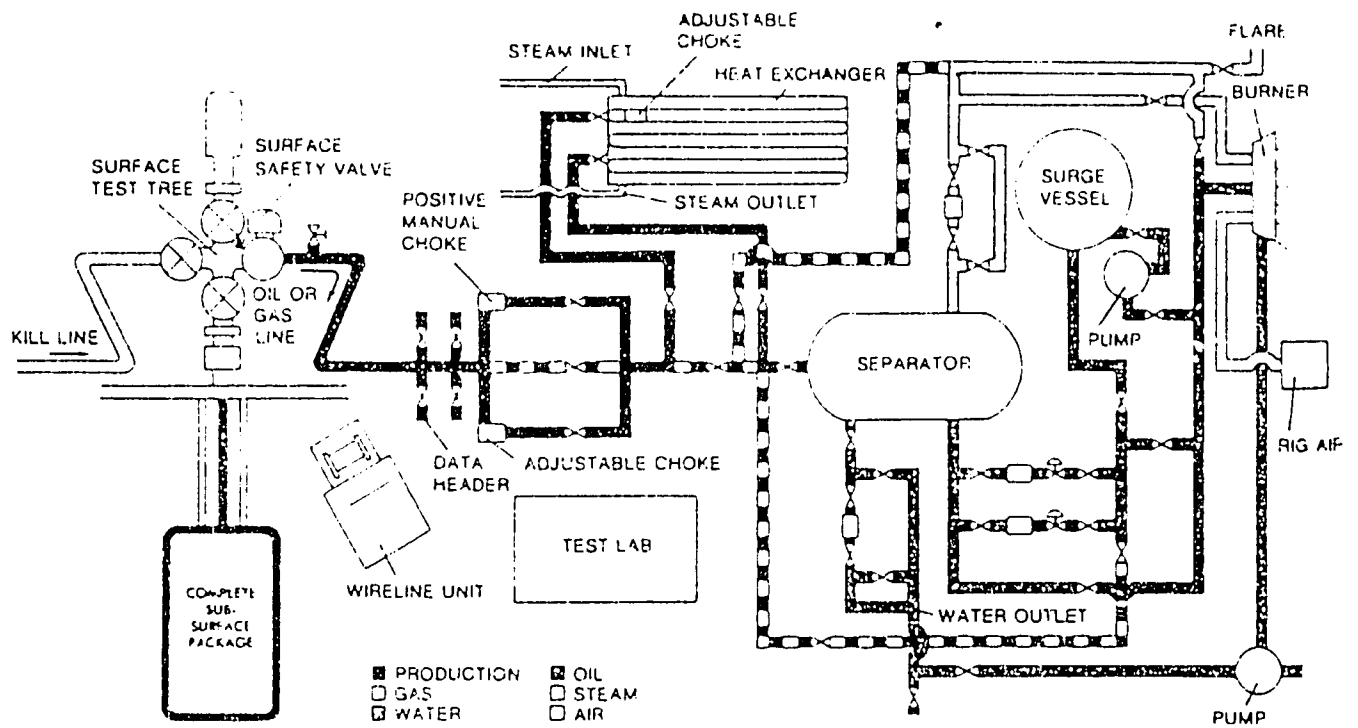 STEAM INLET
ADJUSTABLE
CHOKE
HEAT EXCHANGER
FLARE
BURNER
SURFACE
SAFETY VALVE
SURFACE
TEST TREE
POSITIVE
MANUAL
CHOKE
STEAM OUTLET
SURGE
VESSEL
OIL OR
GAS
LINE
KILL LINE
PUMP
SEPARATOR
RIG AIR
DATA
HEADER
ADJUSTABLE CHOKE
TEST LAB
WIRELINE UNIT
COMPLETE
SUB-
SURFACE
PACKAGE
WATER OUTLET
PRODUCTION
GAS
WATER
OIL
STEAM
AIR
PUMP